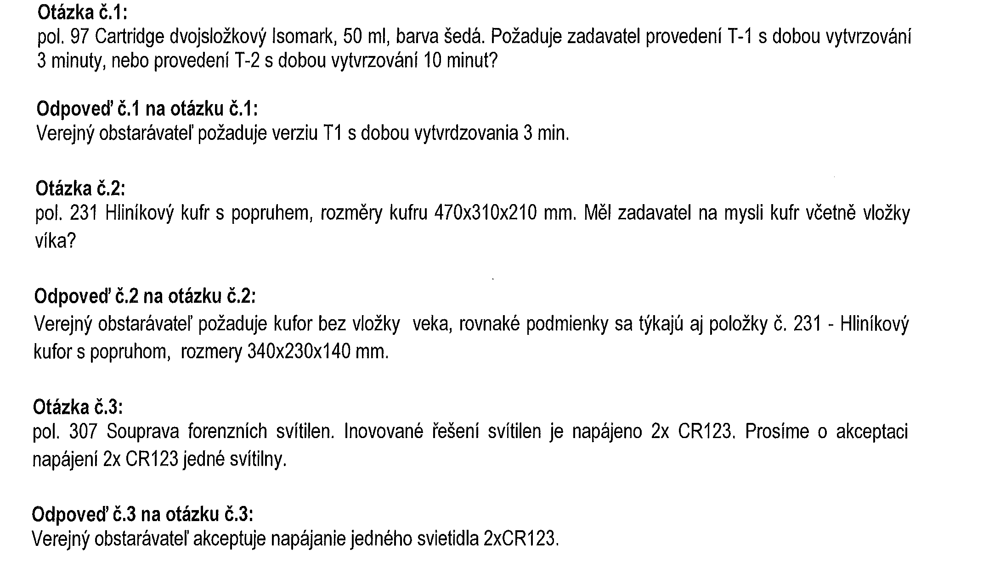 Otázka č.1:
pol. 97 Cartridge dvojsložkový Isomark, 50 ml, barva šedá. Požaduje zadavatel provedení T-1 s dobou vytvrzování
3 minuty, nebo provedení T-2 s dobou vytvrzování 10 minut?
Odpoveď č.1 na otázku č.1:
Verejný obstarávateľ požaduje verziu T1 s dobou vytvrdzovania 3 min.
Otázka č.2:
pol. 231 Hliníkový kufr s popruhem, rozměry kufru 470x310x210 mm. Měl zadavatel na mysli kufr včetně vložky
víka?
Odpoveď č.2 na otázku č.2:
Verejný obstarávateľ požaduje kufor bez vložky veka, rovnaké podmienky sa týkajú aj položky č. 231 - Hliníkový
kufor s popruhom, rozmery 340x230x140 mm.
Otázka č.3:
pol. 307 Souprava forenzních svítilen. Inovované řešení svítilen je napájeno 2x CR123. Prosíme o akceptaci
napájení 2x CR123 jedné svítilny.
Odpoveď č.3 na otázku č.3:
Verejný obstarávateľ akceptuje napájanie jedného svietidla 2xCR123.